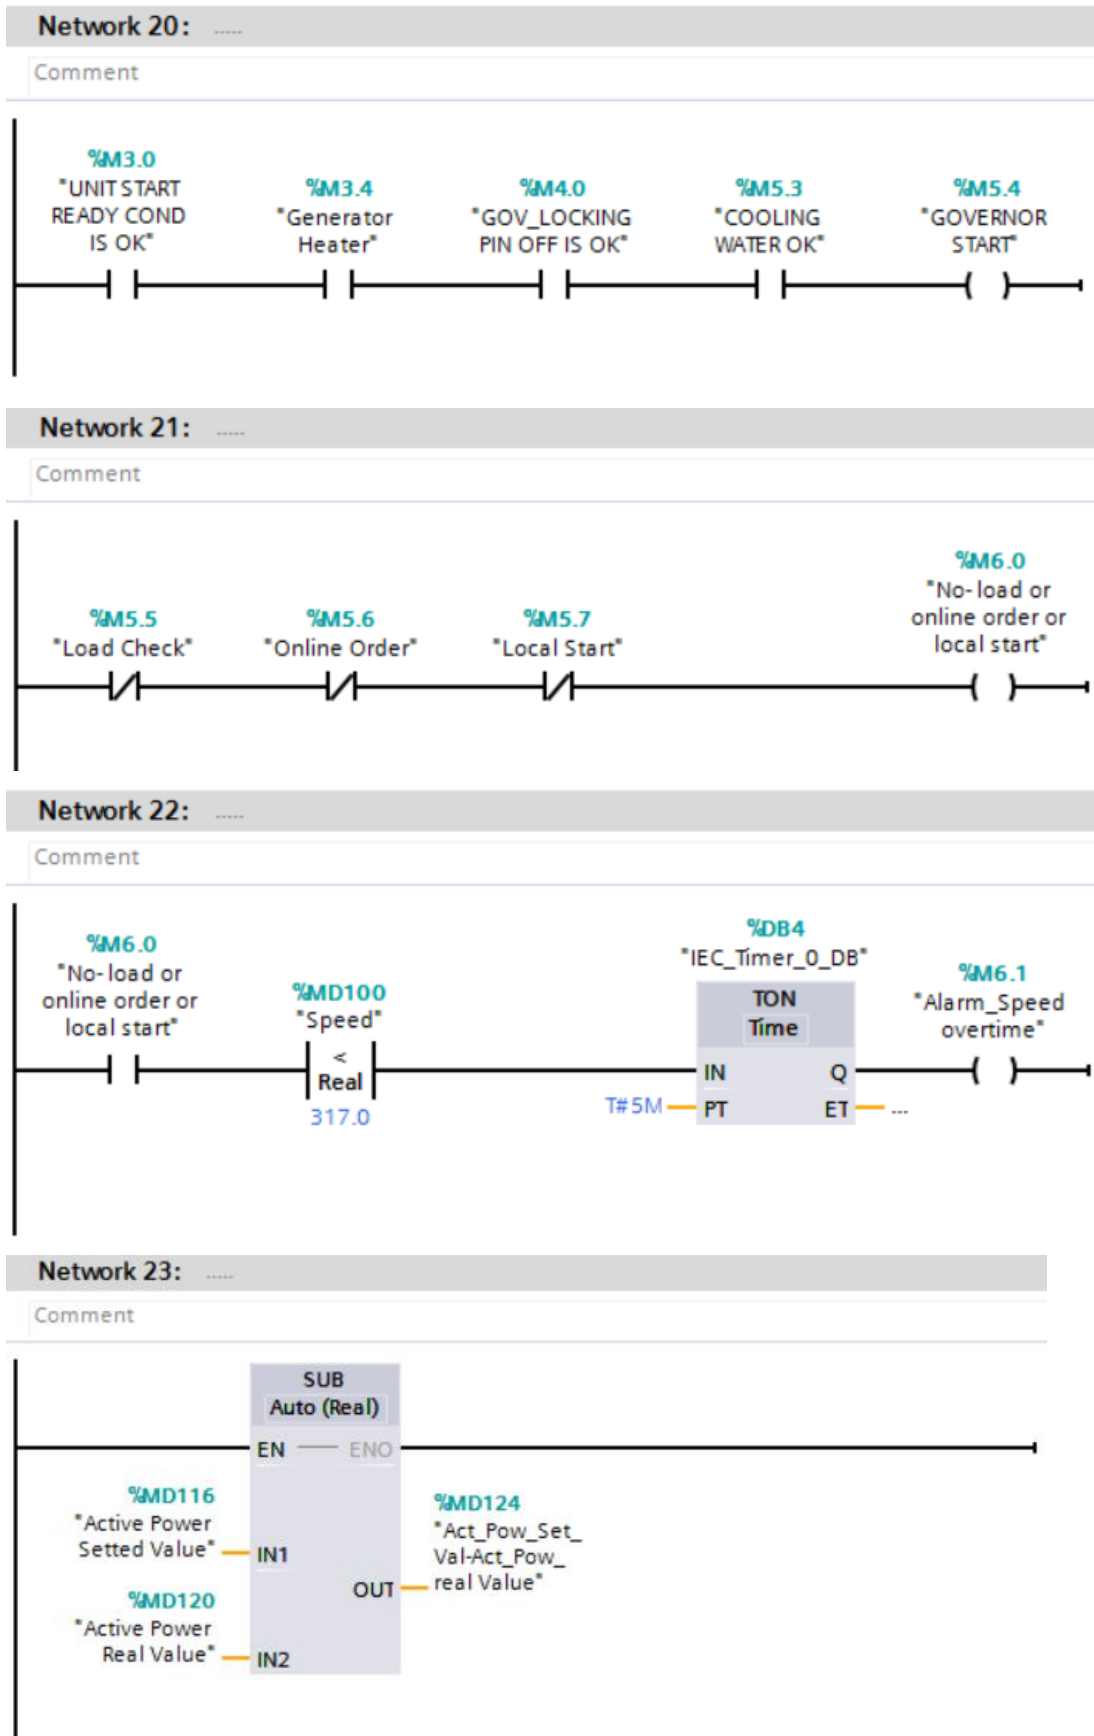 Network 20: .....
Comment
%M3.0
"UNIT START
READY COND
IS OK"
%M3.4
"Generator
Heater"
%M4.0
"GOV_LOCKING
PIN OFF IS OK"
%M5.3
"COOLING
WATER OK"
%M5.4
"GOVERNOR
START"
Network 21: .....
Comment
%M5.5
"Load Check"
%M5.6
"Online Order"
%M5.7
"Local Start"
%M6.0
"No-load or
online order or
local start"
Network 22: .....
Comment
%M6.0
"No-load or
online order or
local start"
%MD100
"Speed"
<
Real
317.0
%DB4
"IEC_Timer_0_DB"
TON
Time
IN Q
T#5M PT ET ...
%M6.1
"Alarm_Speed
overtime"
Network 23: .....
Comment
SUB
Auto (Real)
EN ENO
%MD116
"Active Power
Setted Value" IN1
%MD120
"Active Power
Real Value" IN2
OUT
%MD124
"Act_Pow_Set_
Val-Act_Pow_
real Value"